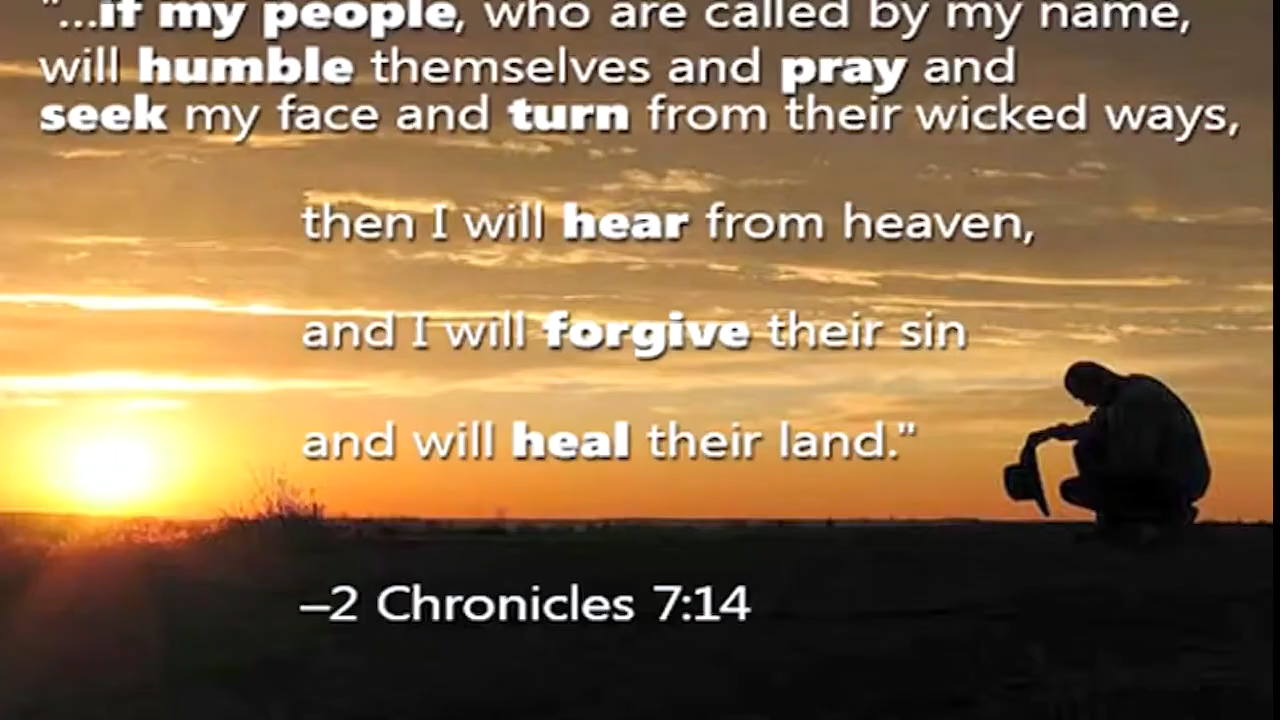 "...if my people, who are called by my name,
will humble themselves and pray and
seek my face and turn from their wicked ways,
then I will hear from heaven,
and I will forgive their sin
and will heal their land."
–2 Chronicles 7:14